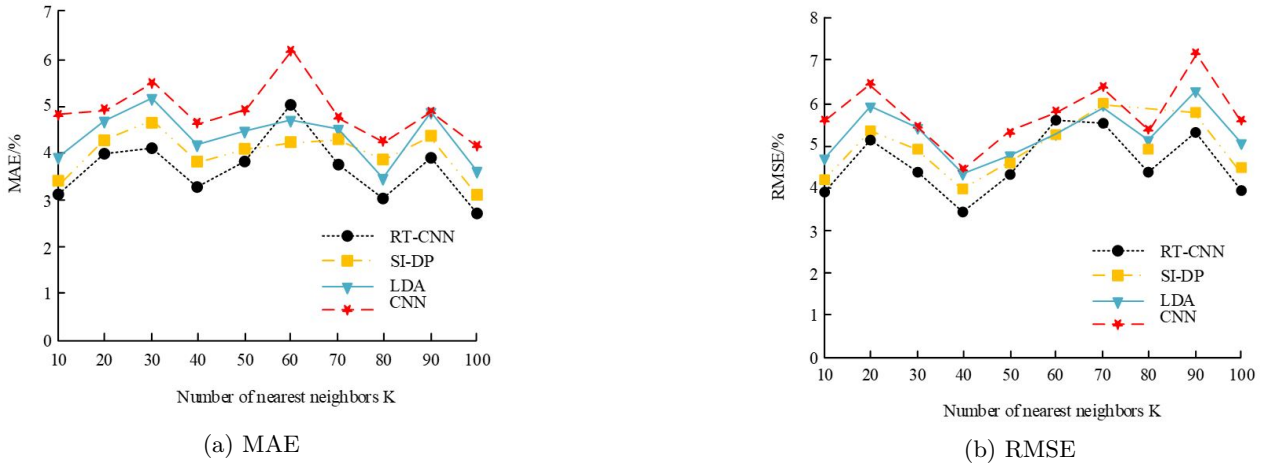 7
6
5
4
3
2
1
0
MAE/%
10 20 30 40 50 60 70 80 90 100
Number of nearest neighbors K
RT-CNN
SI-DP
LDA
CNN
(a) MAE
8
7
6
5
4
3
2
1
0
RMSE/%
10 20 30 40 50 60 70 80 90 100
Number of nearest neighbors K
RT-CNN
SI-DP
LDA
CNN
(b) RMSE